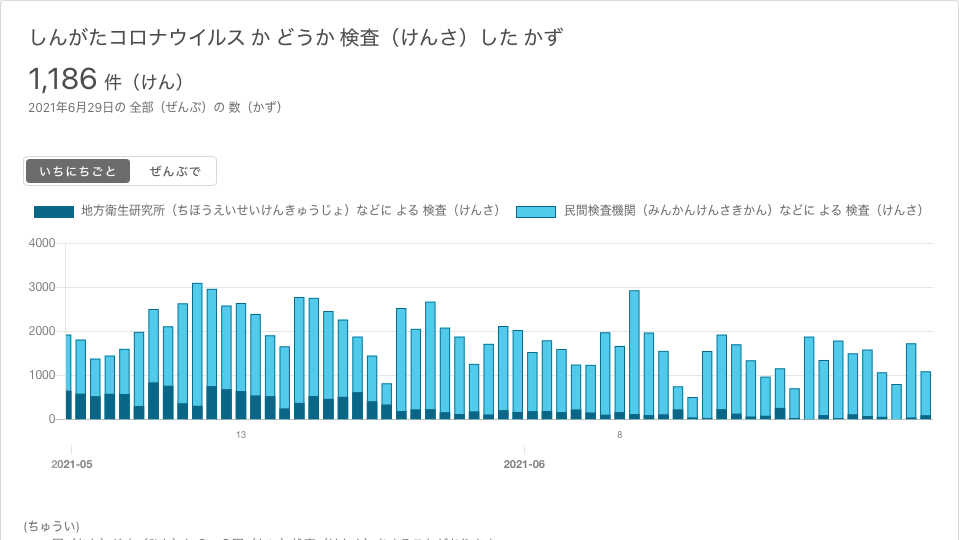 しんがたコロナウイルス か どうか 検査（けんさ）した かず
1,186 件（けん）
2021年6月29日の 全部（ぜんぶ）の 数（かず）
いちにちごと ぜんぶで
地方衛生研究所（ちほうえいせいけんきゅうじょ）などに よる 検査（けんさ） 民間検査機関（みんかんけんさきかん）などに よる 検査（けんさ）
4000
3000
2000
1000
0
13 8
2021-05 2021-06
(ちゅうい)